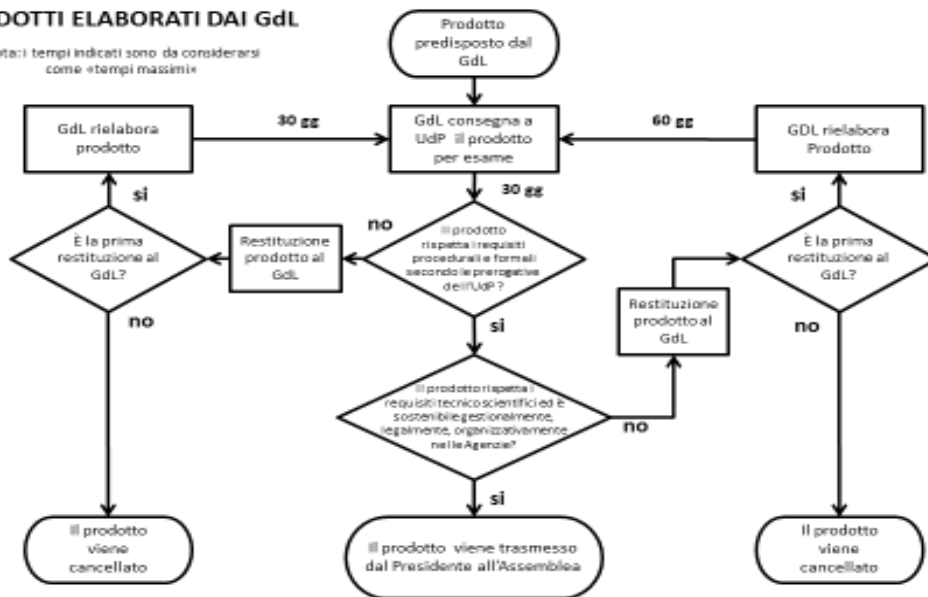 DOTTI ELABORATI DAI GdL
ota: i tempi indicati sono da considerarsi
come «tempi massimi»
Prodotto
predisposto dal
GdL
GdL rielabora
prodotto
30 gg
GdL consegna a
UdP il prodotto
per esame
60 gg
GDL rielabora
Prodotto
si
30 gg
si
È la prima
restituzione al
GdL?
Restituzione
prodotto al
GdL
no
Il prodotto
rispetta i requisiti
procedurali e formali
secondo le prerogative
dell'UdP?
È la prima
restituzione al
GdL?
no
si
Restituzione
prodotto al
GdL
no
Il prodotto rispetta i
requisiti tecnico scientifici ed è
sostenibile gestionalmente,
legalmente, organizzativamente
nelle Agenzie?
no
si
Il prodotto
viene
cancellato
Il prodotto viene trasmesso
dal Presidente all'Assemblea
Il prodotto
viene
cancellato